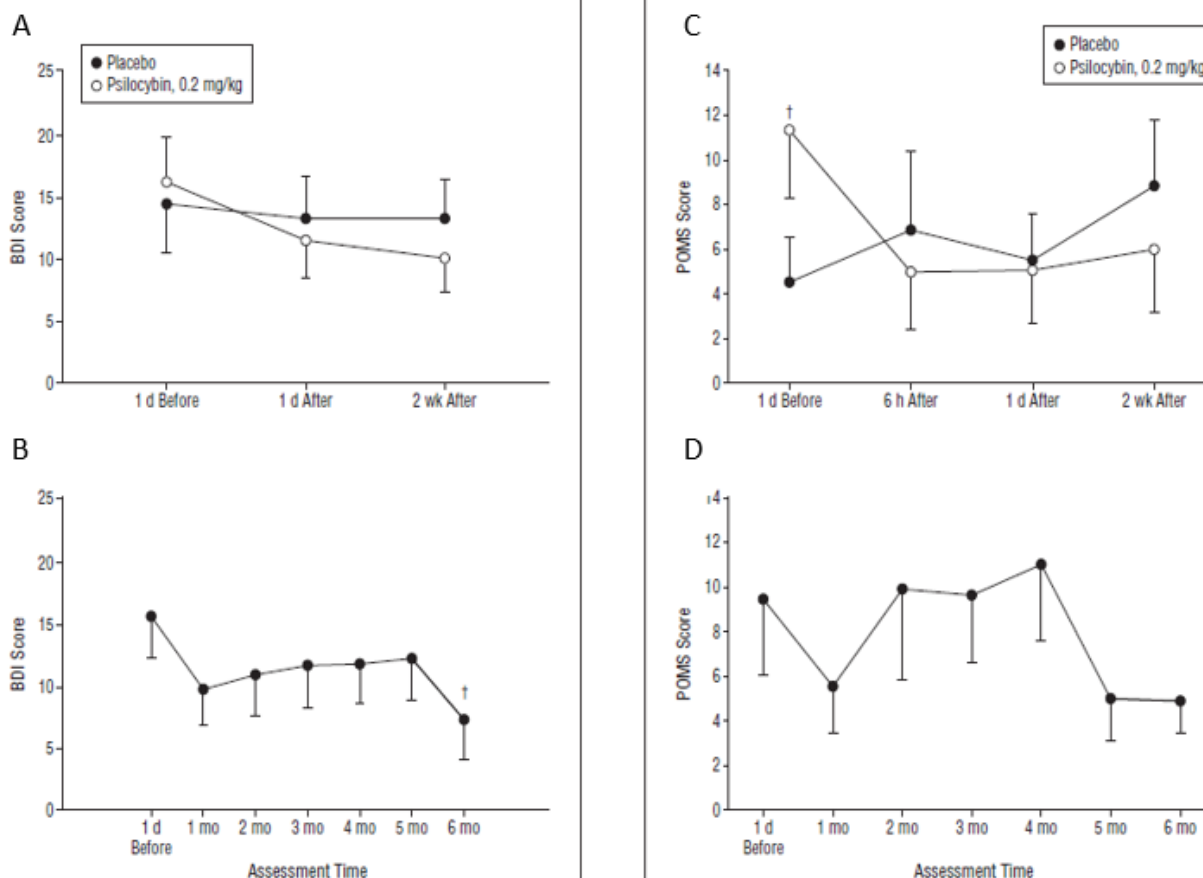 A
Placebo
Psilocybin, 0.2 mg/kg
25
20
15
10
5
0
BDI Score
1 d Before
1 d After
2 wk After
B
25
20
15
10
5
0
BDI Score
†
1 d Before
1 mo
2 mo
3 mo
4 mo
5 mo
6 mo
Assessment Time
C
Placebo
Psilocybin, 0.2 mg/kg
14
12
10
8
6
4
2
0
POMS Score
†
1 d Before
6 h After
1 d After
2 wk After
D
14
12
10
8
6
4
2
0
POMS Score
1 d Before
1 mo
2 mo
3 mo
4 mo
5 mo
6 mo
Assessment Time